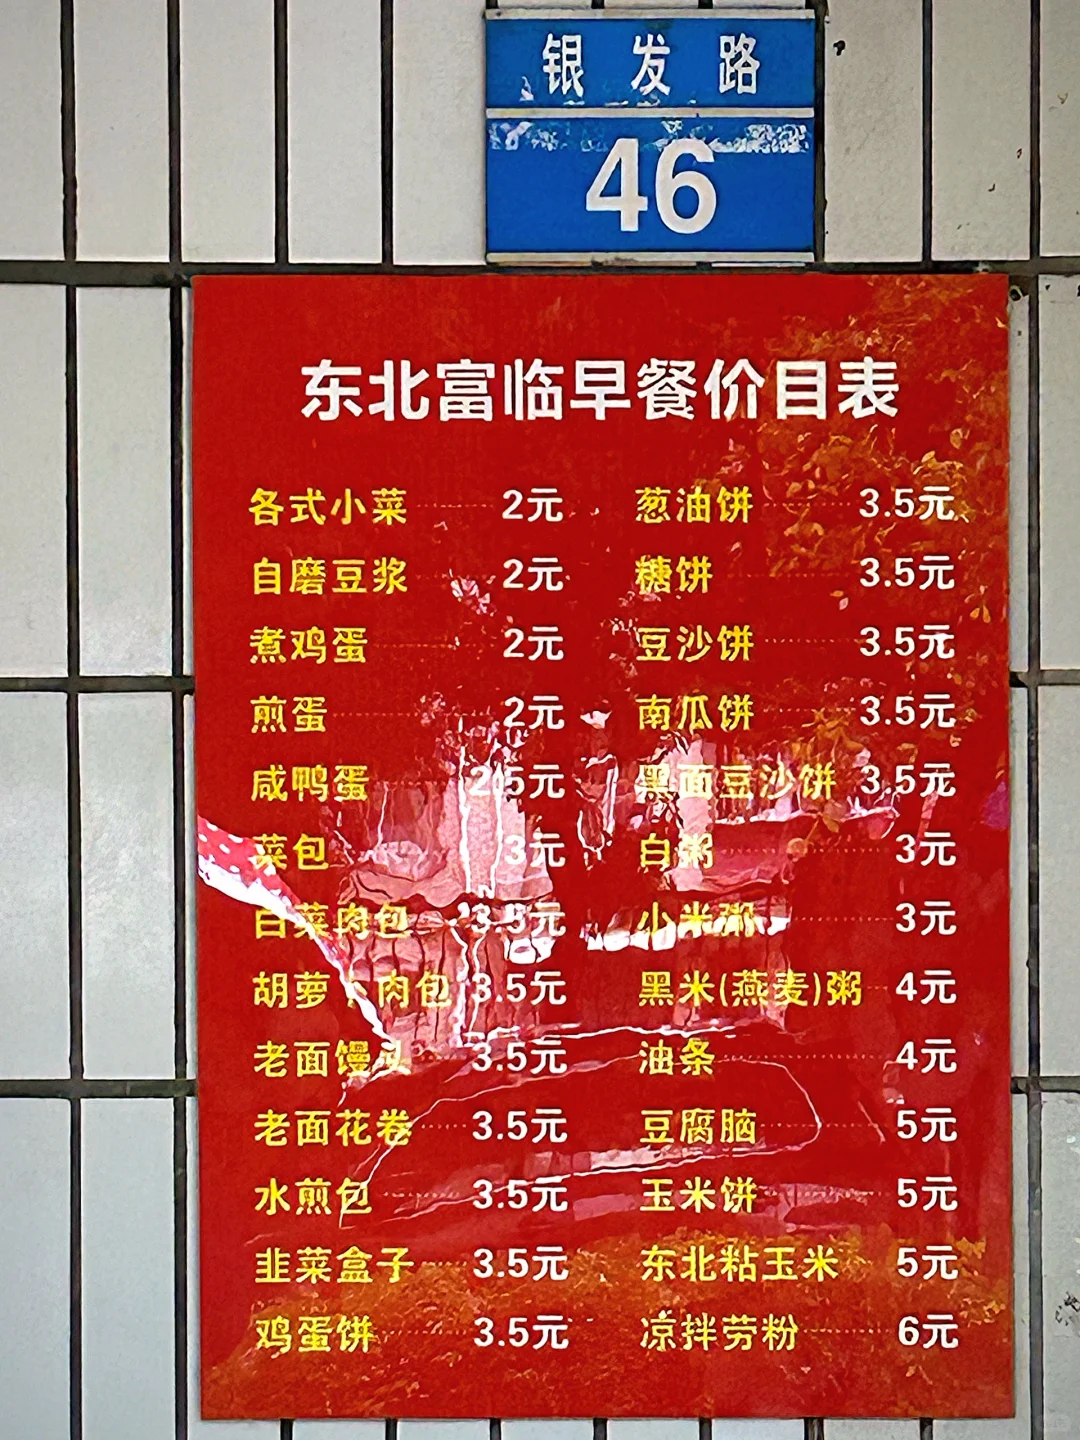 银发路
46
东北富临早餐价目表
各式小菜 2元
自磨豆浆 2元
煮鸡蛋 2元
煎蛋 2元
咸鸭蛋 2.5元
菜包 3元
白菜肉包 3.5元
胡萝卜肉包 3.5元
老面馒头 3.5元
老面花卷 3.5元
水煎包 3.5元
韭菜盒子 3.5元
鸡蛋饼 3.5元
葱油饼 3.5元
糖饼 3.5元
豆沙饼 3.5元
南瓜饼 3.5元
黑面豆沙饼 3.5元
白粥 3元
小米粥 3元
黑米(燕麦)粥 4元
油条 4元
豆腐脑 5元
玉米饼 5元
东北粘玉米 5元
凉拌劳粉 6元